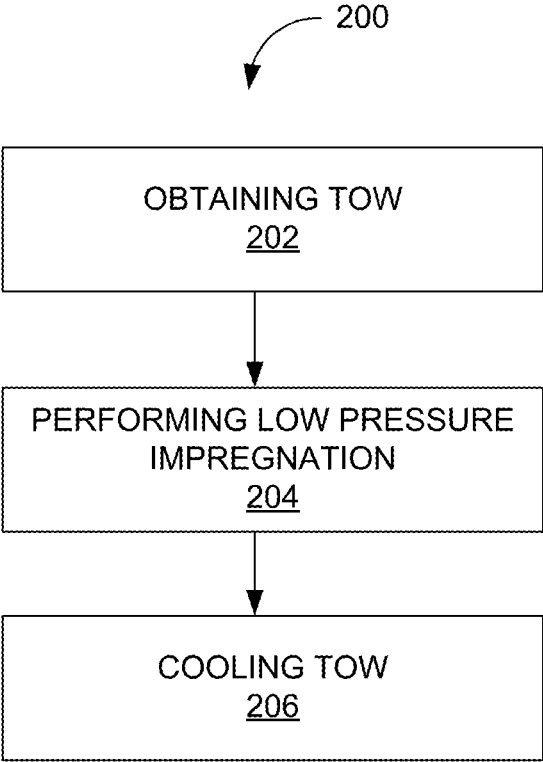 200
OBTAINING TOW
202
PERFORMING LOW PRESSURE
IMPREGNATION
204
COOLING TOW
206